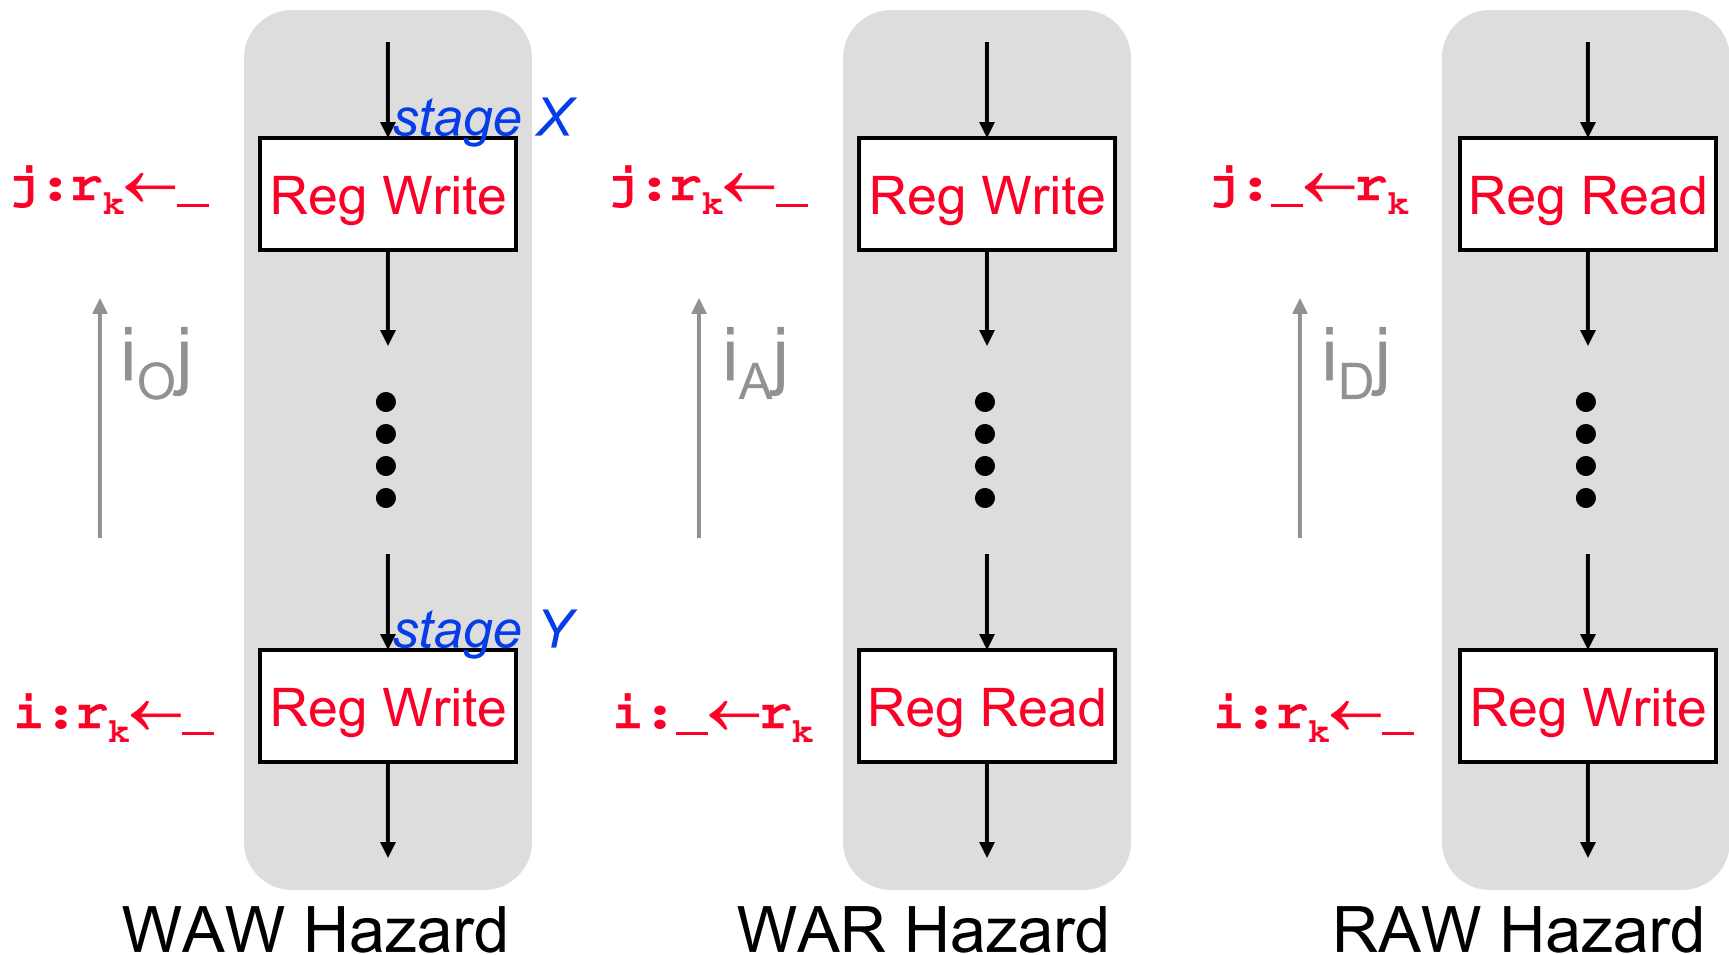 stage X
j:rk←_
Reg Write
iOj
stage Y
i:rk←_
Reg Write
WAW Hazard
j:rk←_
Reg Write
iAj
i:_←rk
Reg Read
WAR Hazard
j:_←rk
Reg Read
iDj
i:rk←_
Reg Write
RAW Hazard